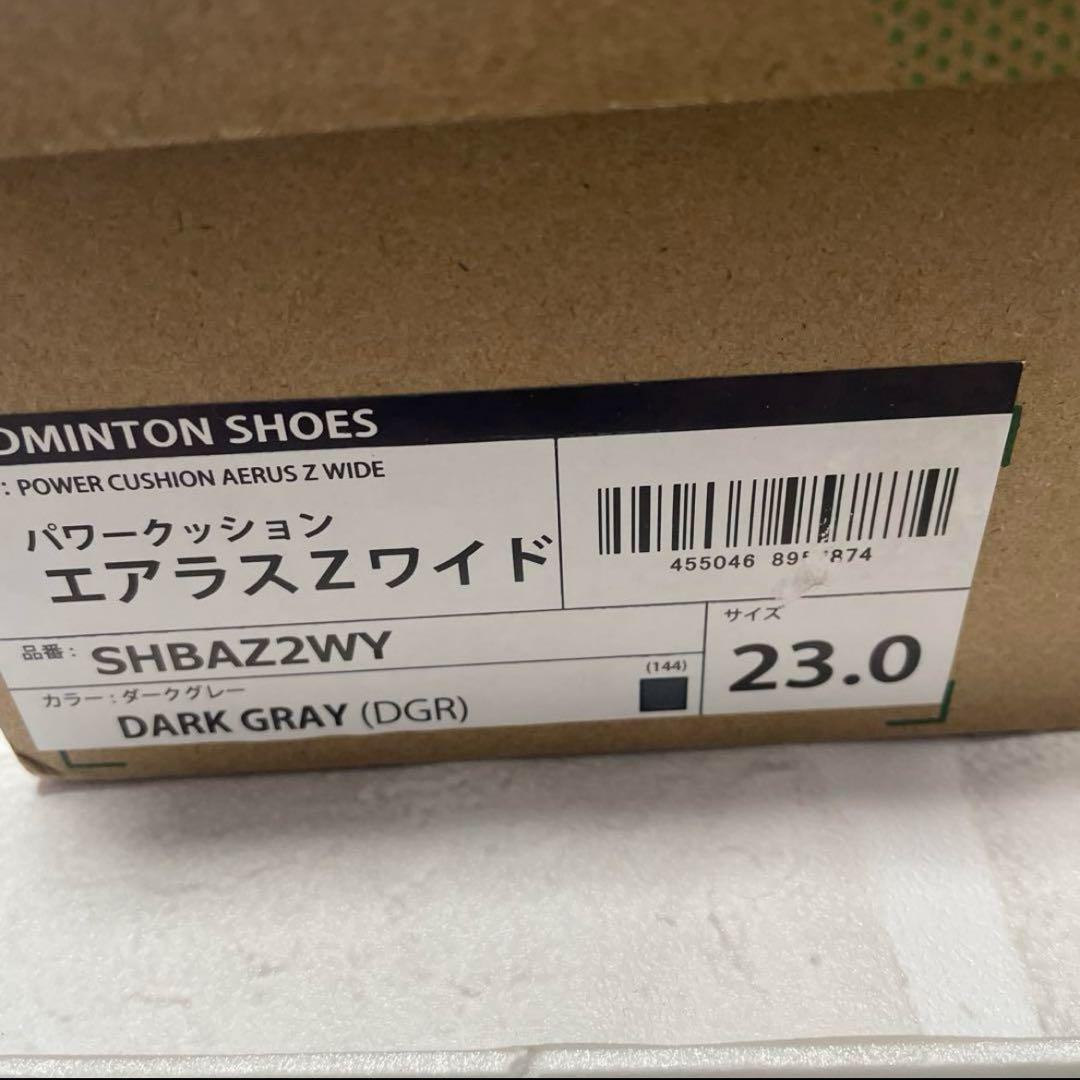 DMINTON SHOES
: POWER CUSHION AERUS Z WIDE
パワークッション
エアラスZワイド
455046
品番: SHBAZ2WY
カラー:ダークグレー
DARK GRAY (DGR)
(144)
サイズ
23.0